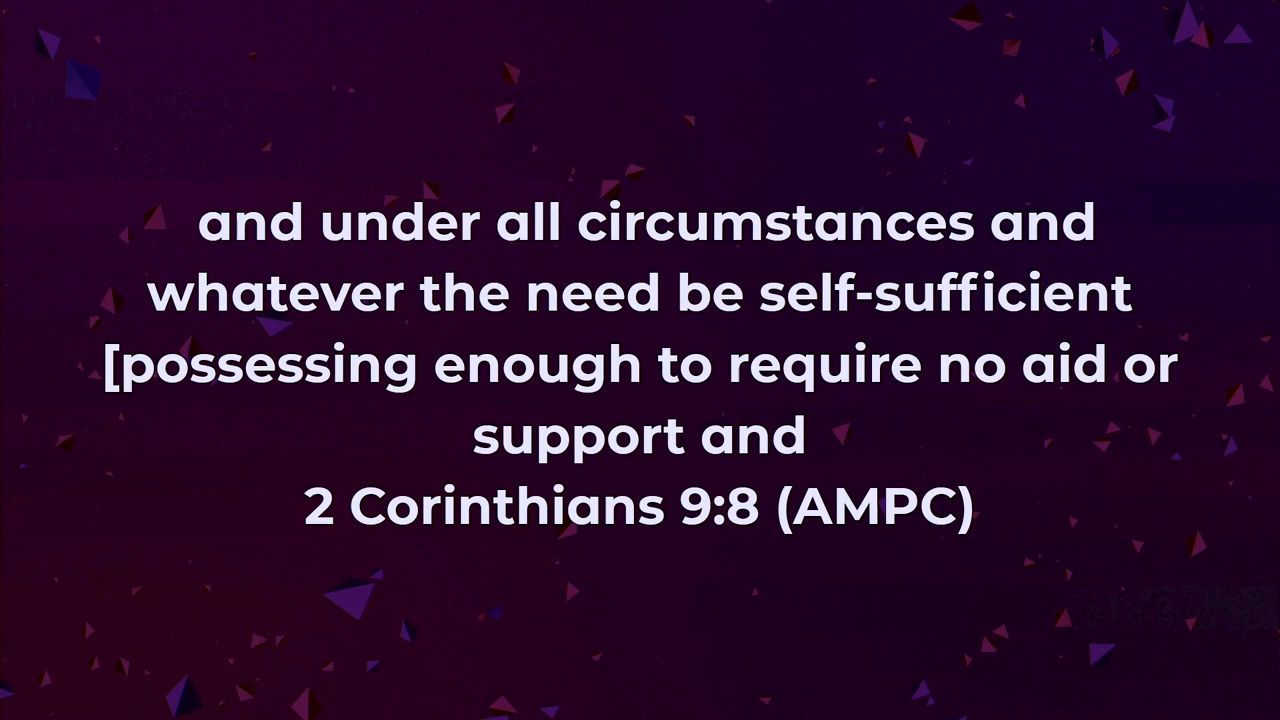 and under all circumstances and
whatever the need be self-sufficient
[possessing enough to require no aid or
support and
2 Corinthians 9:8 (AMPC)